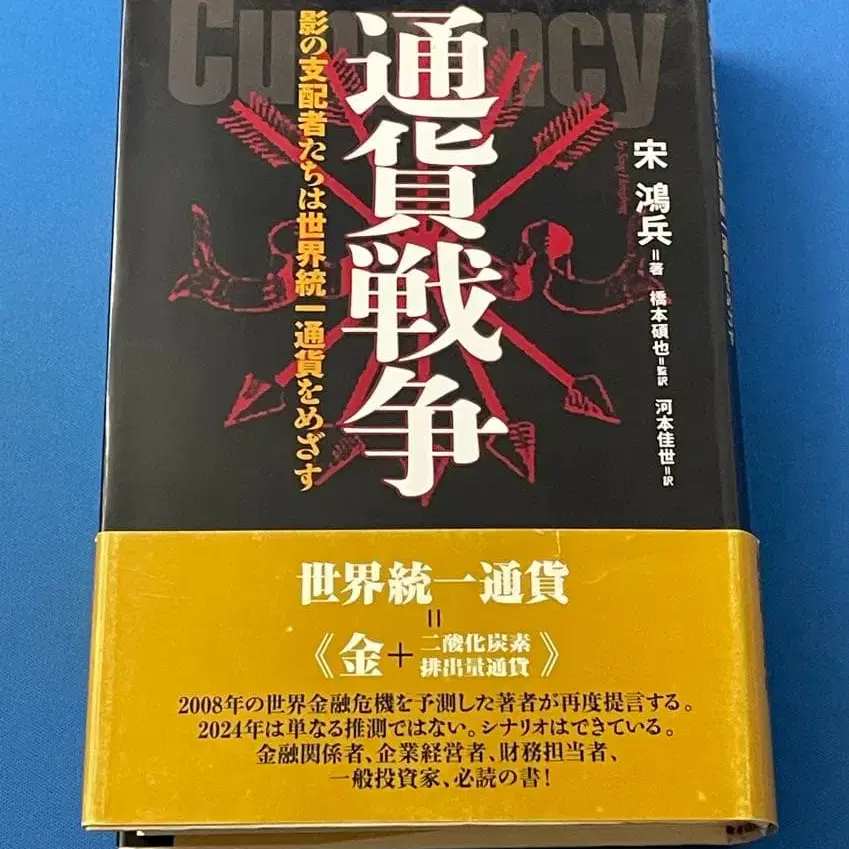 Currency
通貨戦争
影の支配者たちは世界統一通貨をめざす
宋 鴻兵=著
by Song Hongbing
橋本碩也=監訳
河本佳世=訳
世界統一通貨
=
《金+二酸化炭素排出量通貨》
2008年の世界金融危機を予測した著者が再度提言する。
2024年は単なる推測ではない。シナリオはできている。
金融関係者、企業経営者、財務担当者、
一般投資家、必読の書!